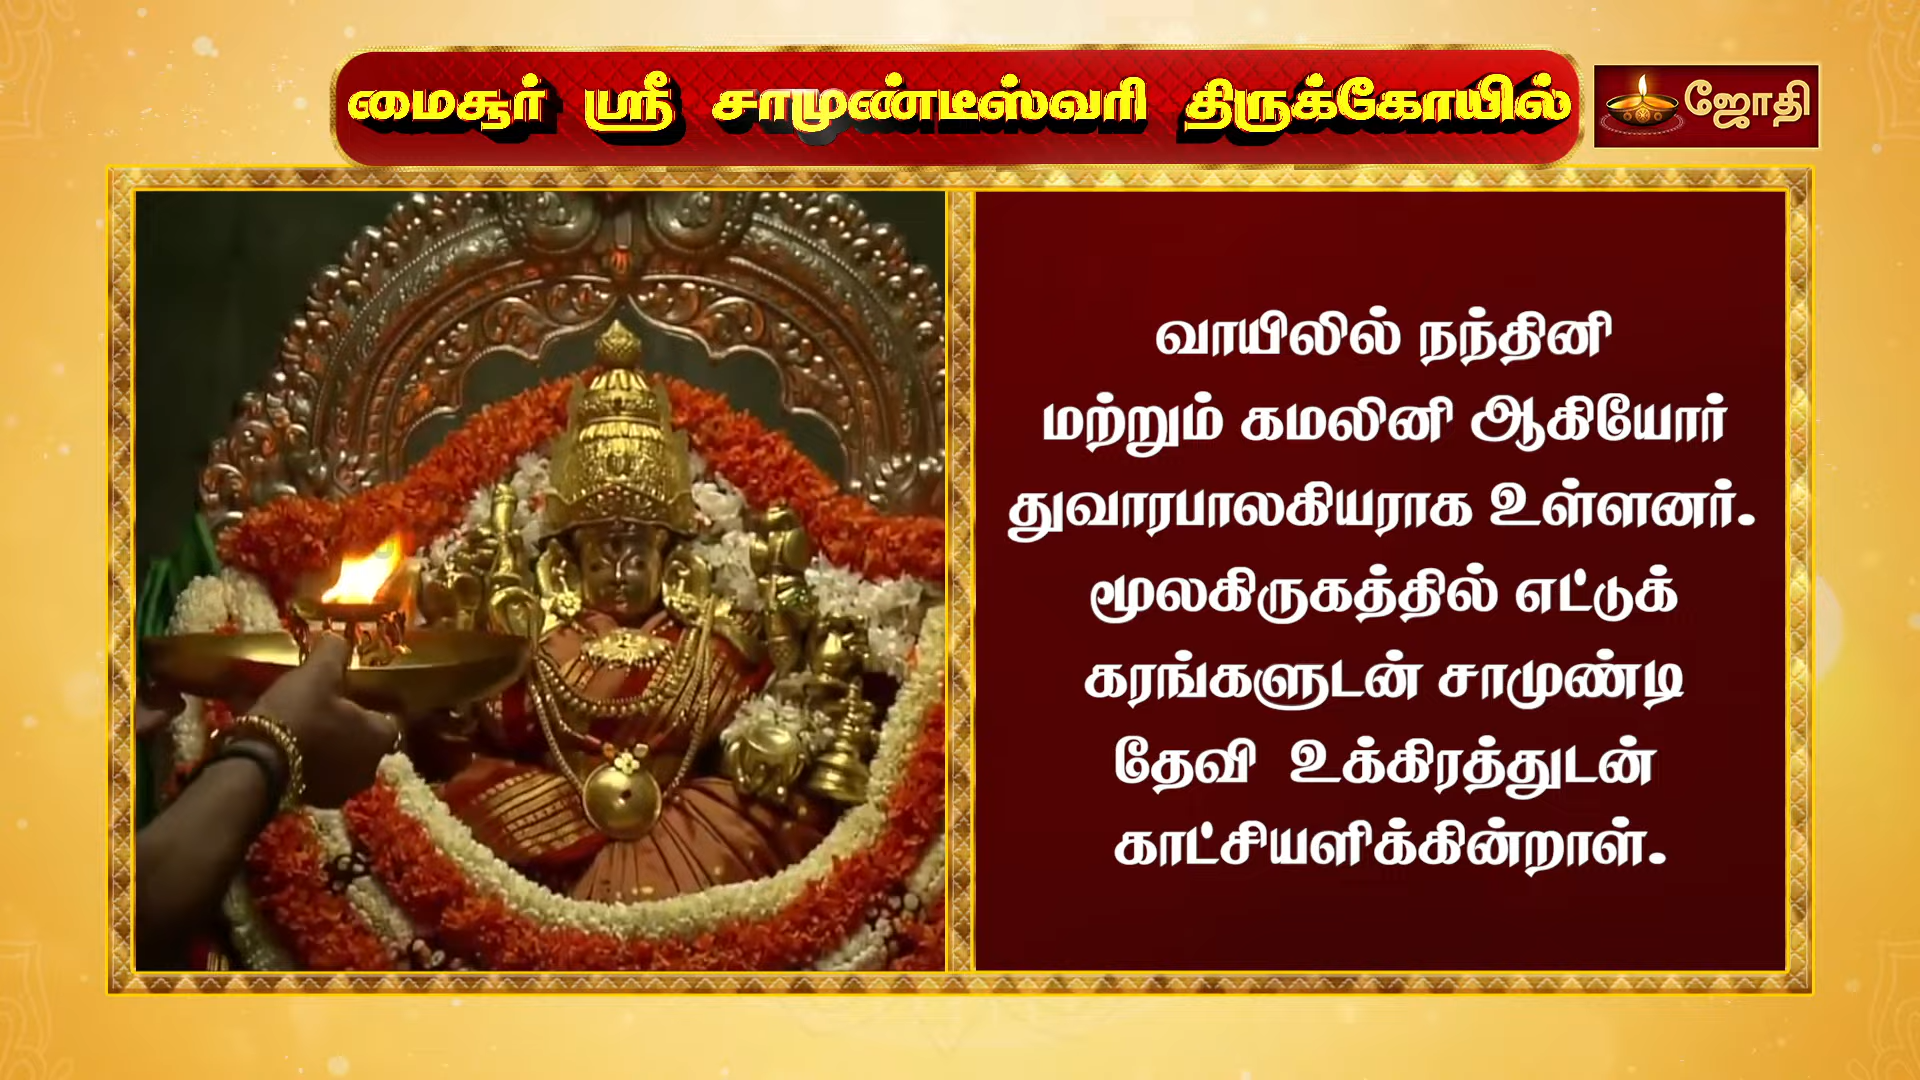 மைசூர் ஸ்ரீ சாமுண்டீஸ்வரி திருக்கோயில்
ஜோதி
வாயிலில் நந்தினி
மற்றும் கமலினி ஆகியோர்
துவாரபாலகியராக உள்ளனர்.
மூலகிருகத்தில் எட்டுக்
கரங்களுடன் சாமுண்டி
தேவி உக்கிரத்துடன்
காட்சியளிக்கின்றாள்.